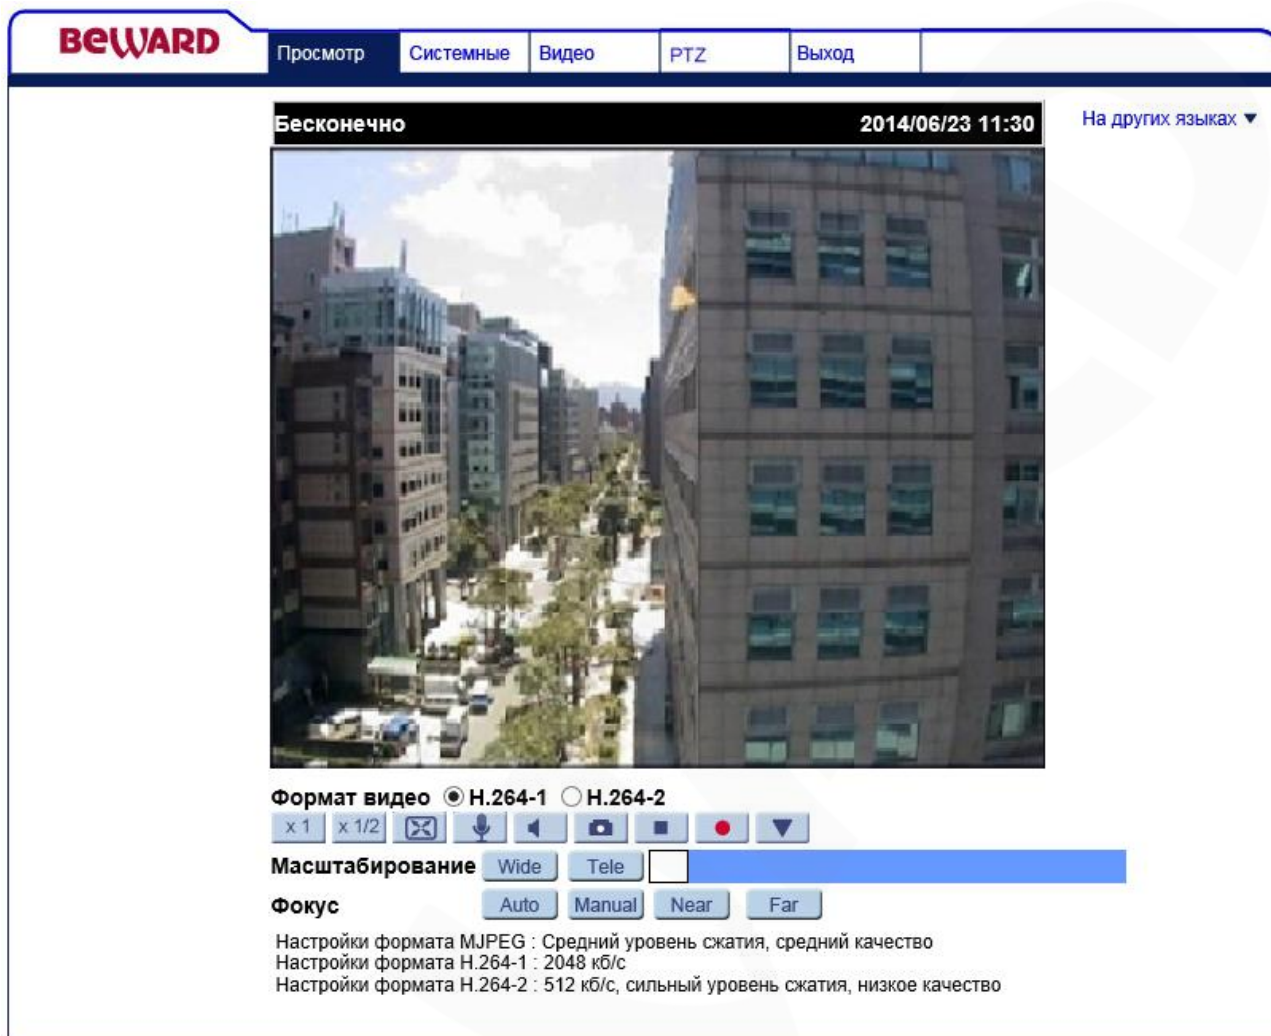 BEWARD
Просмотр Системные Видео PTZ Выход
Бесконечно 2014/06/23 11:30 На других языках ▼
Формат видео H.264-1 H.264-2
x 1 x 1/2
Масштабирование Wide Tele
Фокус Auto Manual Near Far
Настройки формата MJPEG : Средний уровень сжатия, средний качество
Настройки формата H.264-1 : 2048 кб/с
Настройки формата H.264-2 : 512 кб/с, сильный уровень сжатия, низкое качество